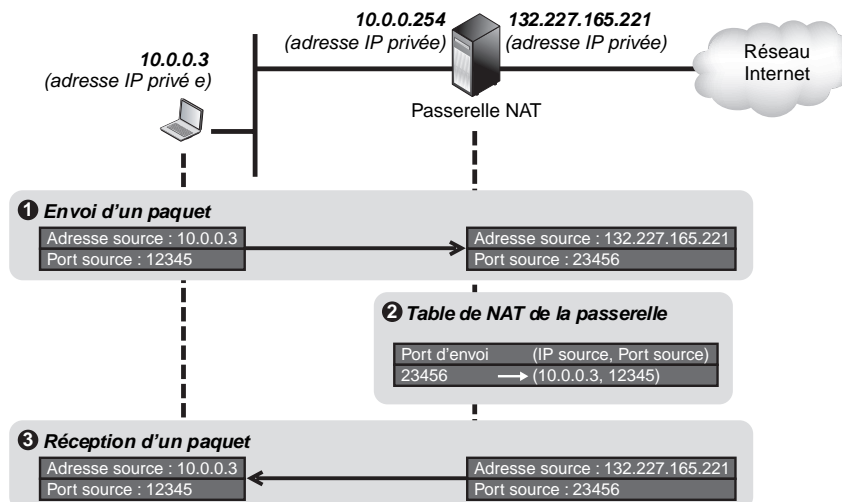 10.0.0.254
(adresse IP privée)
132.227.165.221
(adresse IP privée)
10.0.0.3
(adresse IP privé e)
Réseau
Internet
Passerelle NAT
1 Envoi d'un paquet
Adresse source : 10.0.0.3
Port source : 12345
Adresse source : 132.227.165.221
Port source : 23456
2 Table de NAT de la passerelle
Port d'envoi (IP source, Port source)
23456 → (10.0.0.3, 12345)
3 Réception d'un paquet
Adresse source : 10.0.0.3
Port source : 12345
Adresse source : 132.227.165.221
Port source : 23456